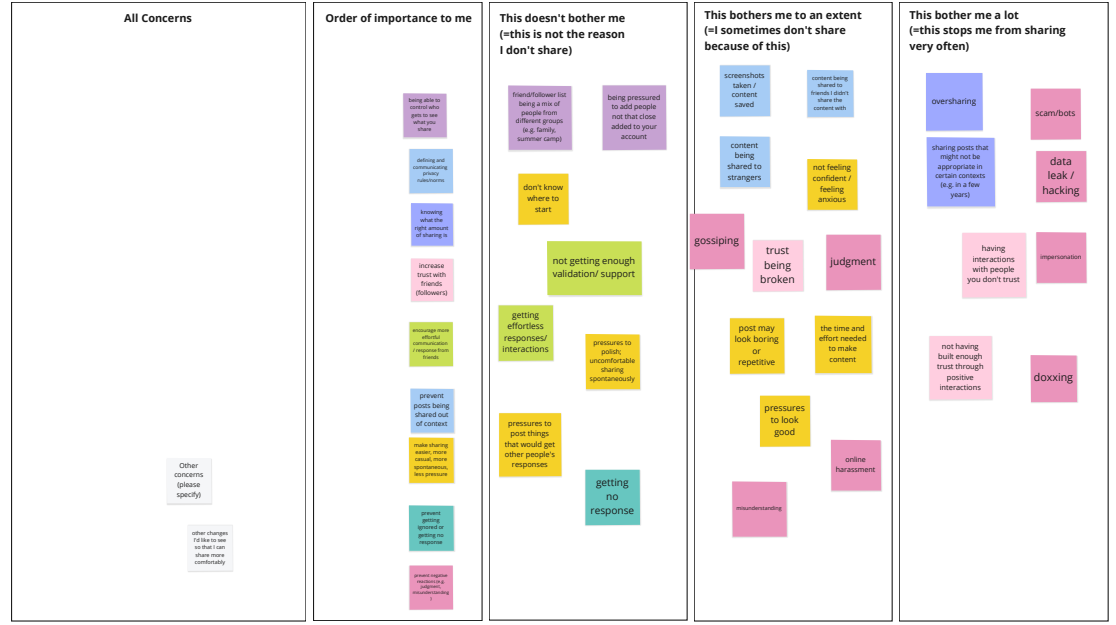 All Concerns
Other
concerns
(please
specify)
other changes
I'd like to see
so that I can
share more
comfortably
Order of importance to me
being able to
control who
gets to see
what you
share
defining and
communicating
privacy
rules/norms
knowing
what the
right amount
of sharing is
increase
trust with
friends
(followers)
encourage more
effortful
communication
/ response from
friends
prevent
posts being
shared out
of context
make sharing
easier, more
casual, more
spontaneous,
less pressure
prevent
getting
ignored or
getting no
response
prevent negative
reactions (e.g.
judgment,
misunderstanding
)
This doesn't bother me
(=this is not the reason
I don't share)
friend/follower list
being a mix of
people from
different groups
(e.g. family,
summer camp)
being pressured
to add people
not that close
added to your
account
don't know
where to
start
not getting enough
validation/ support
getting
effortless
responses/
interactions
pressures to
polish;
uncomfortable
sharing
spontaneously
pressures to
post things
that would get
other people's
responses
getting
no
response
This bothers me to an extent
(=I sometimes don't share
because of this)
screenshots
taken /
content
saved
content being
shared to
friends I didn't
share the
content with
content
being
shared to
strangers
not feeling
confident /
feeling
anxious
gossiping
trust
being
broken
judgment
post may
look boring
or
repetitive
the time and
effort needed
to make
content
pressures
to look
good
online
harassment
misunderstanding
This bother me a lot
(=this stops me from sharing
very often)
oversharing
scam/bots
sharing posts that
might not be
appropriate in
certain contexts
(e.g. in a few
years)
data
leak /
hacking
having
interactions
with people
you don't trust
impersonation
not having
built enough
trust through
positive
interactions
doxxing